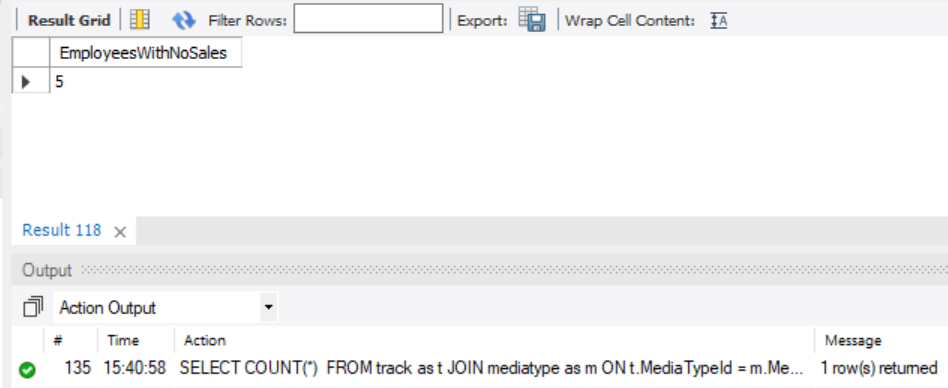 Result Grid Filter Rows: Export: Wrap Cell Content: IA
EmployeesWithNoSales
5
Result 118 ×
Output
Action Output
# Time Action Message
135 15:40:58 SELECT COUNT(*) FROM track as t JOIN mediatype as m ON t.MediaTypeId = m.Me... 1 row(s) returned